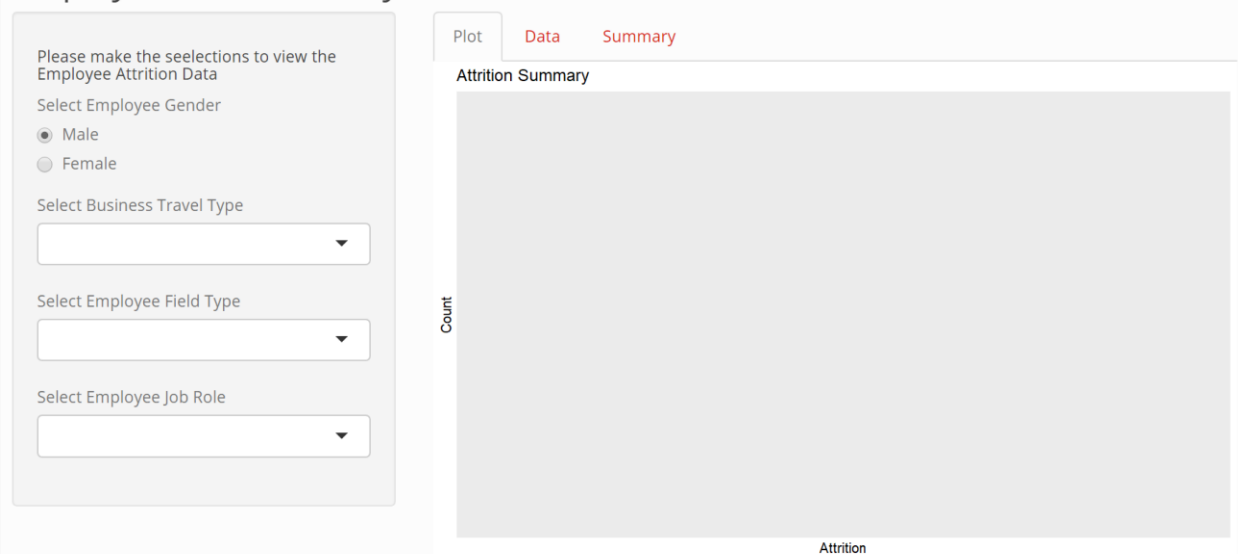 Please make the seelections to view the
Employee Attrition Data
Select Employee Gender
Male
Female
Select Business Travel Type
Select Employee Field Type
Select Employee Job Role
Plot Data Summary
Attrition Summary
Count
Attrition